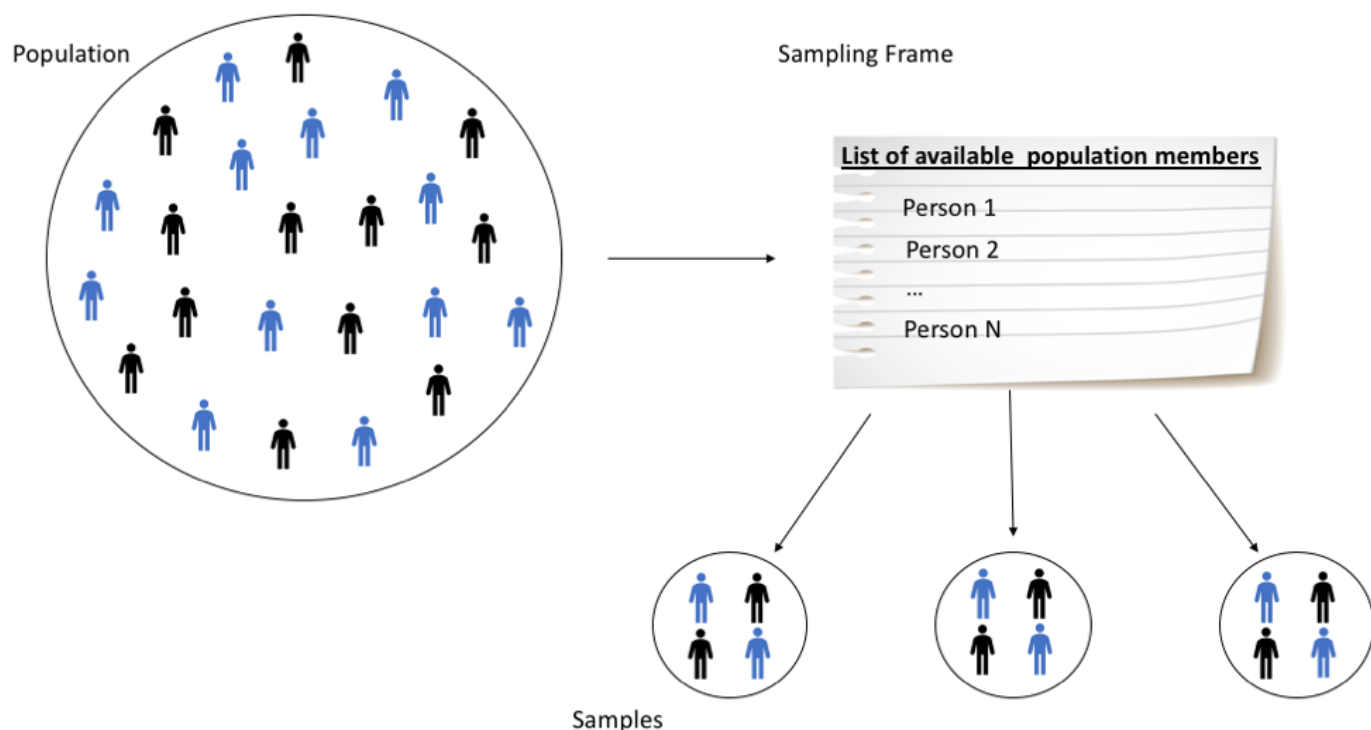 Population
Sampling Frame
List of available  population members
Person 1
Person 2
...
Person N
Samples